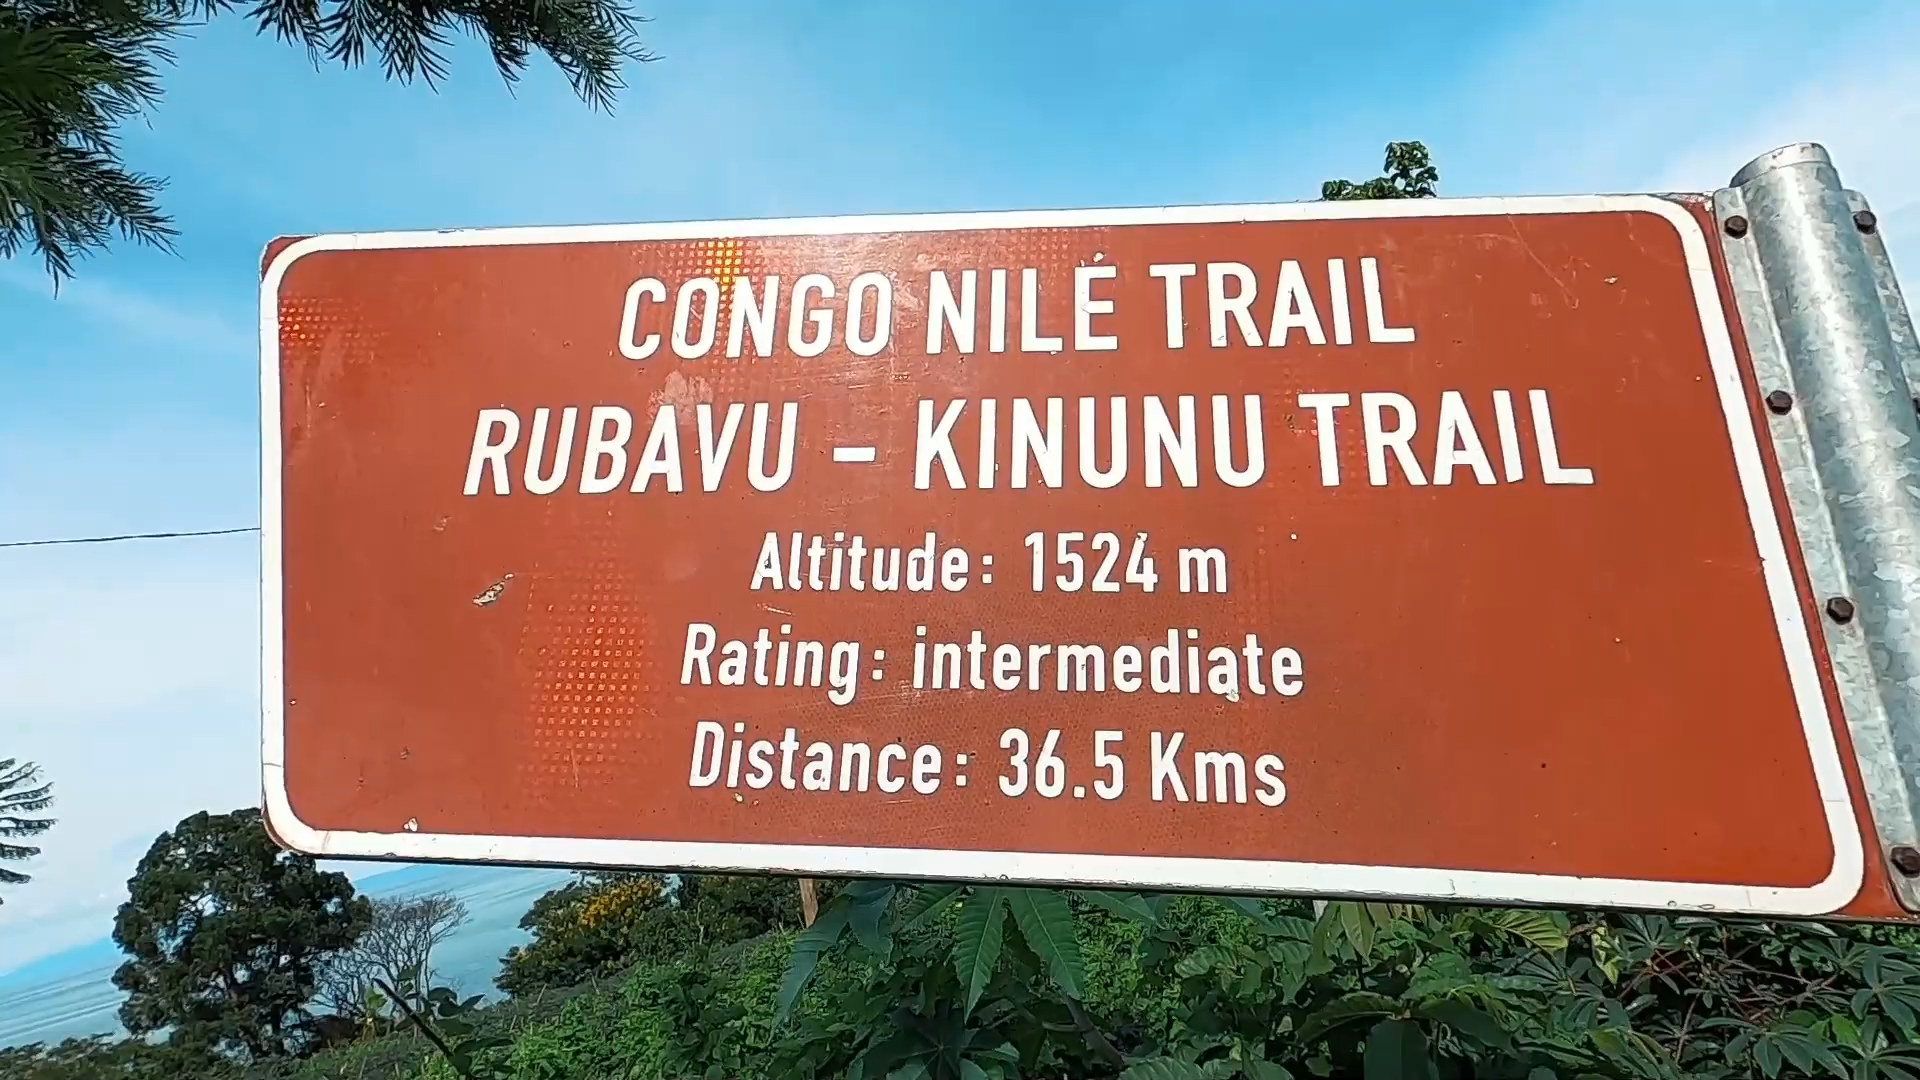 CONGO NILE TRAIL
RUBAVU – KINUNU TRAIL
Altitude: 1524 m
Rating: intermediate
Distance: 36.5 Kms